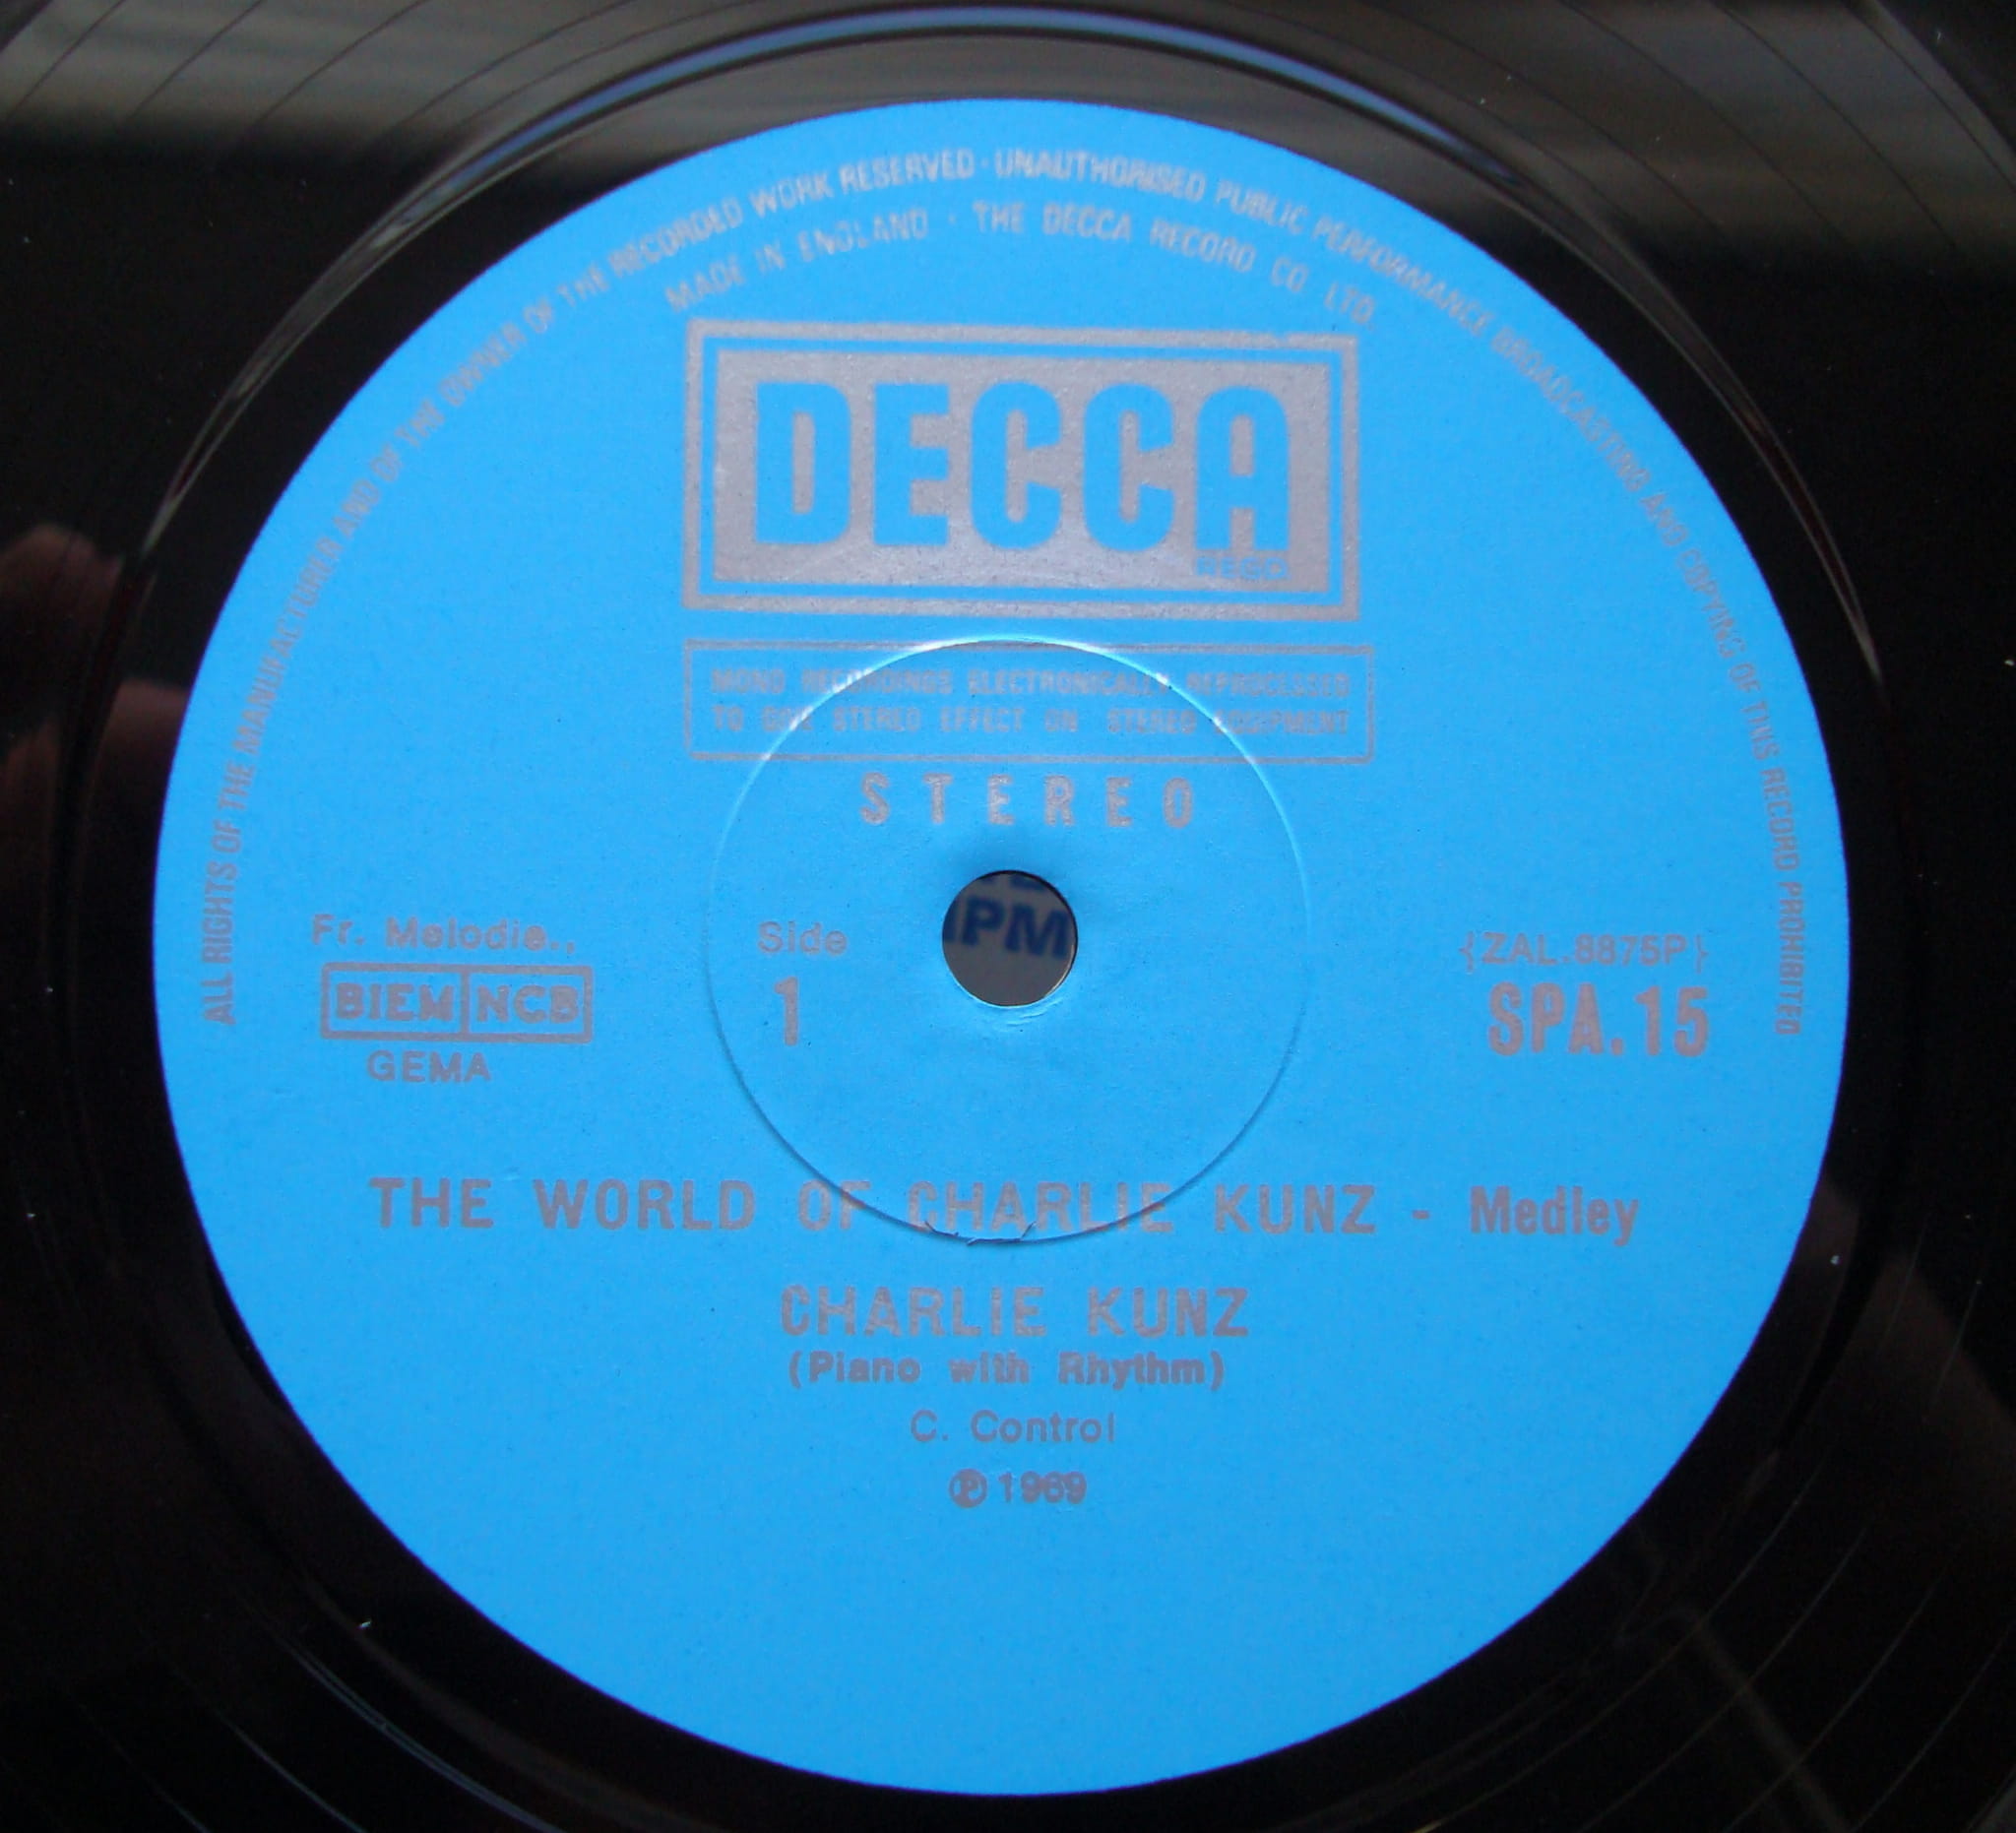 ALL RIGHTS OF THE MANUFACTURER AND OF THE OWNER OF THE RECORDED WORK RESERVED · UNAUTHORISED PUBLIC PERFORMANCE BROADCASTING AND COPYING OF THIS RECORD PROHIBITED
MADE IN ENGLAND · THE DECCA RECORD CO LTD.
DECCA
REGD.
MONO RECORDINGS ELECTRONICALLY REPROCESSED
TO GIVE STEREO EFFECT ON STEREO EQUIPMENT
STEREO
Fr. Melodie.,
BIEM NCB
GEMA
Side
1
PM
{ZAL.8875P}
SPA.15
THE WORLD OF CHARLIE KUNZ - Medley
CHARLIE KUNZ
(Piano with Rhythm)
C. Control
℗ 1969